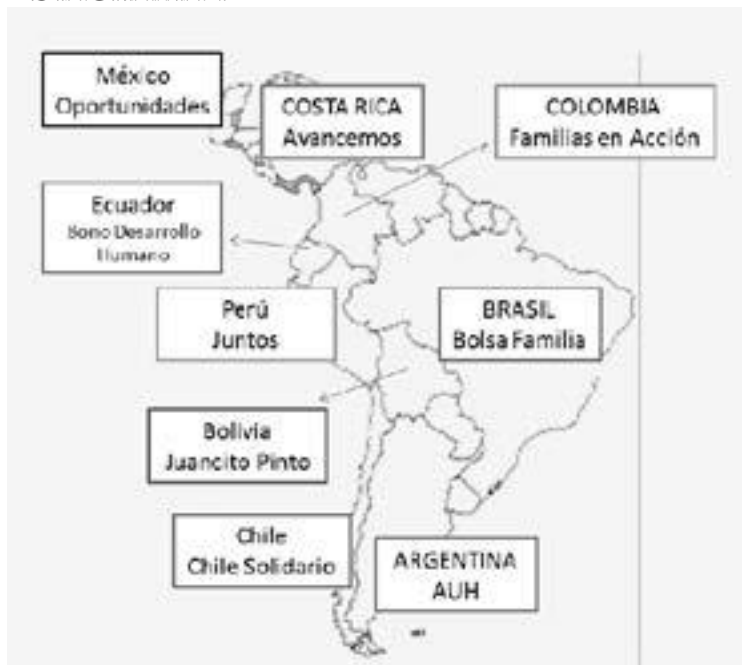 México
Oportunidades
COSTA RICA
Avancemos
COLOMBIA
Familias en Acción
Ecuador
Bono Desarrollo
Humano
Perú
Juntos
BRASIL
Bolsa Familia
Bolivia
Juancito Pinto
Chile
Chile Solidario
ARGENTINA
AUH